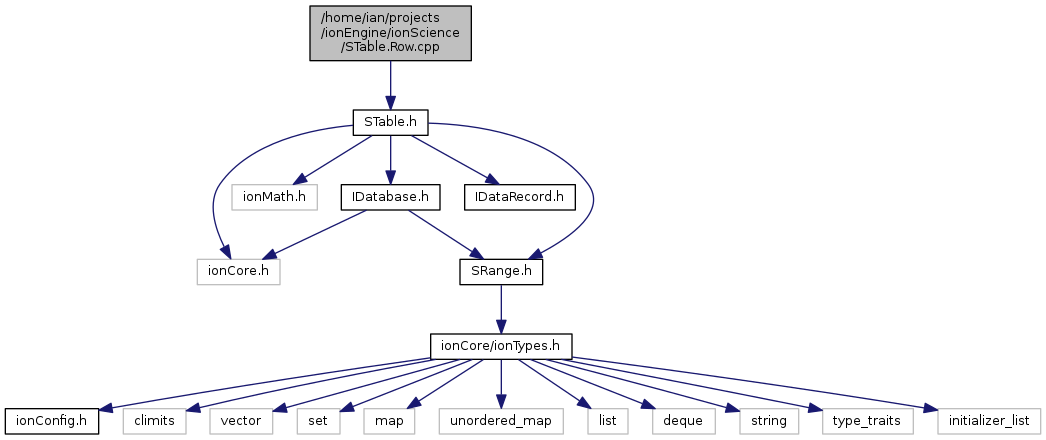 /home/ian/projects
/ionEngine/ionScience
/STable.Row.cpp
STable.h
ionMath.h
IDatabase.h
IDataRecord.h
ionCore.h
SRange.h
ionCore/ionTypes.h
ionConfig.h
climits
vector
set
map
unordered_map
list
deque
string
type_traits
initializer_list